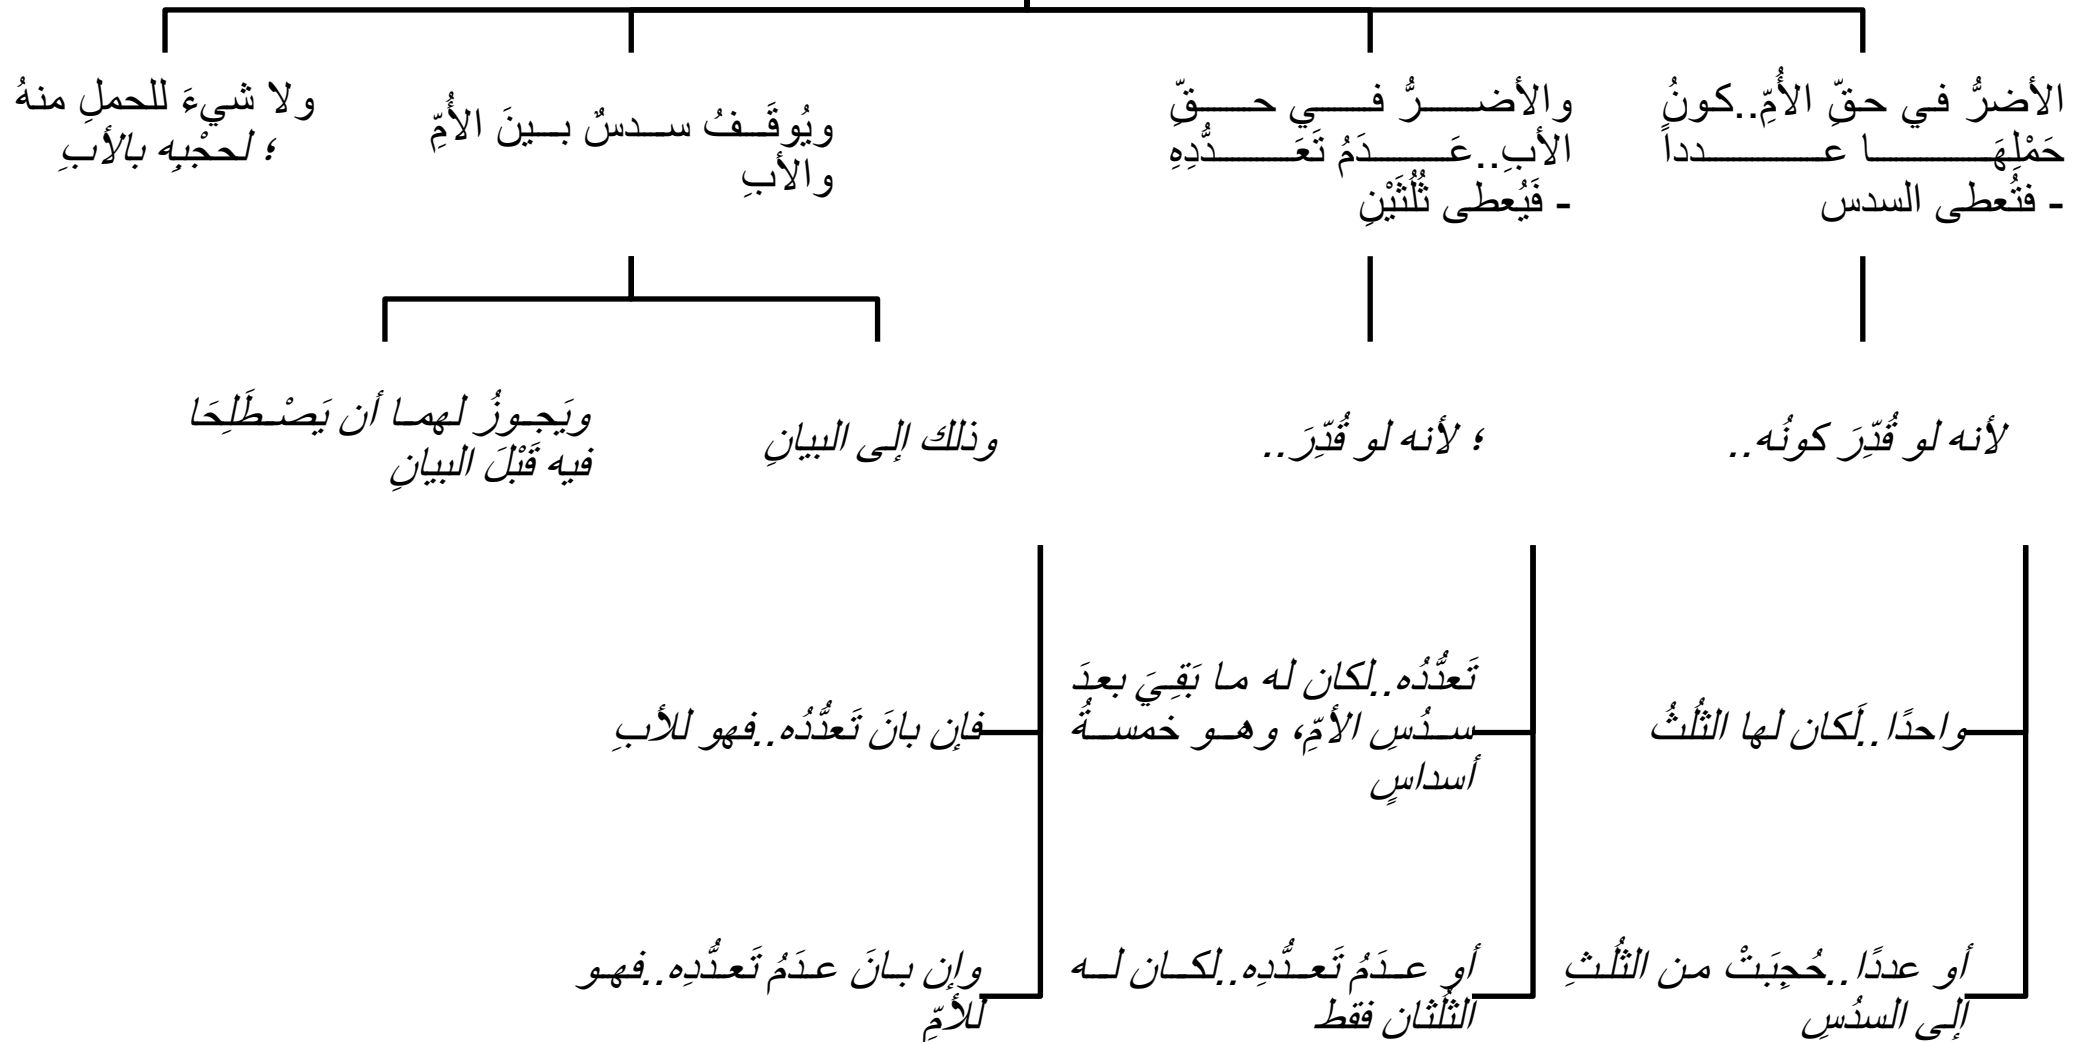 الأضرُّ في حقِّ الأُمِّ..كونُ
حَمْلِهَا عدداً
- فتُعطى السدس
والأضرُّ في حقِّ
الأبِ..عَدَمُ تَعَدُّدِهِ
- فَيُعطى ثُلُثَيْنِ
ويُوقَفُ سدسٌ بينَ الأُمِّ
والأبِ
ولا شيءَ للحملِ منهُ
؛ لحجْبِه بالأبِ
لأنه لو قُدِّرَ كونُه..
؛ لأنه لو قُدِّرَ..
وذلك إلى البيانِ
ويَجوزُ لهما أن يَصْطَلِحَا
فيه قَبْلَ البيانِ
واحدًا..لَكان لها الثُلُثُ
تَعدُّدُه..لكان له ما بَقِيَ بعدَ
سدُسِ الأمِّ، وهو خمسةُ
أسداسٍ
فإن بانَ تَعدُّدُه..فهو للأبِ
أو عددًا..حُجِبَتْ من الثُلُثِ
إلى السدُسِ
أو عدَمُ تَعدُّدِه..لكان له
الثُلُثان فقط
وإن بانَ عدَمُ تَعدُّدِه..فهو
للأمِّ